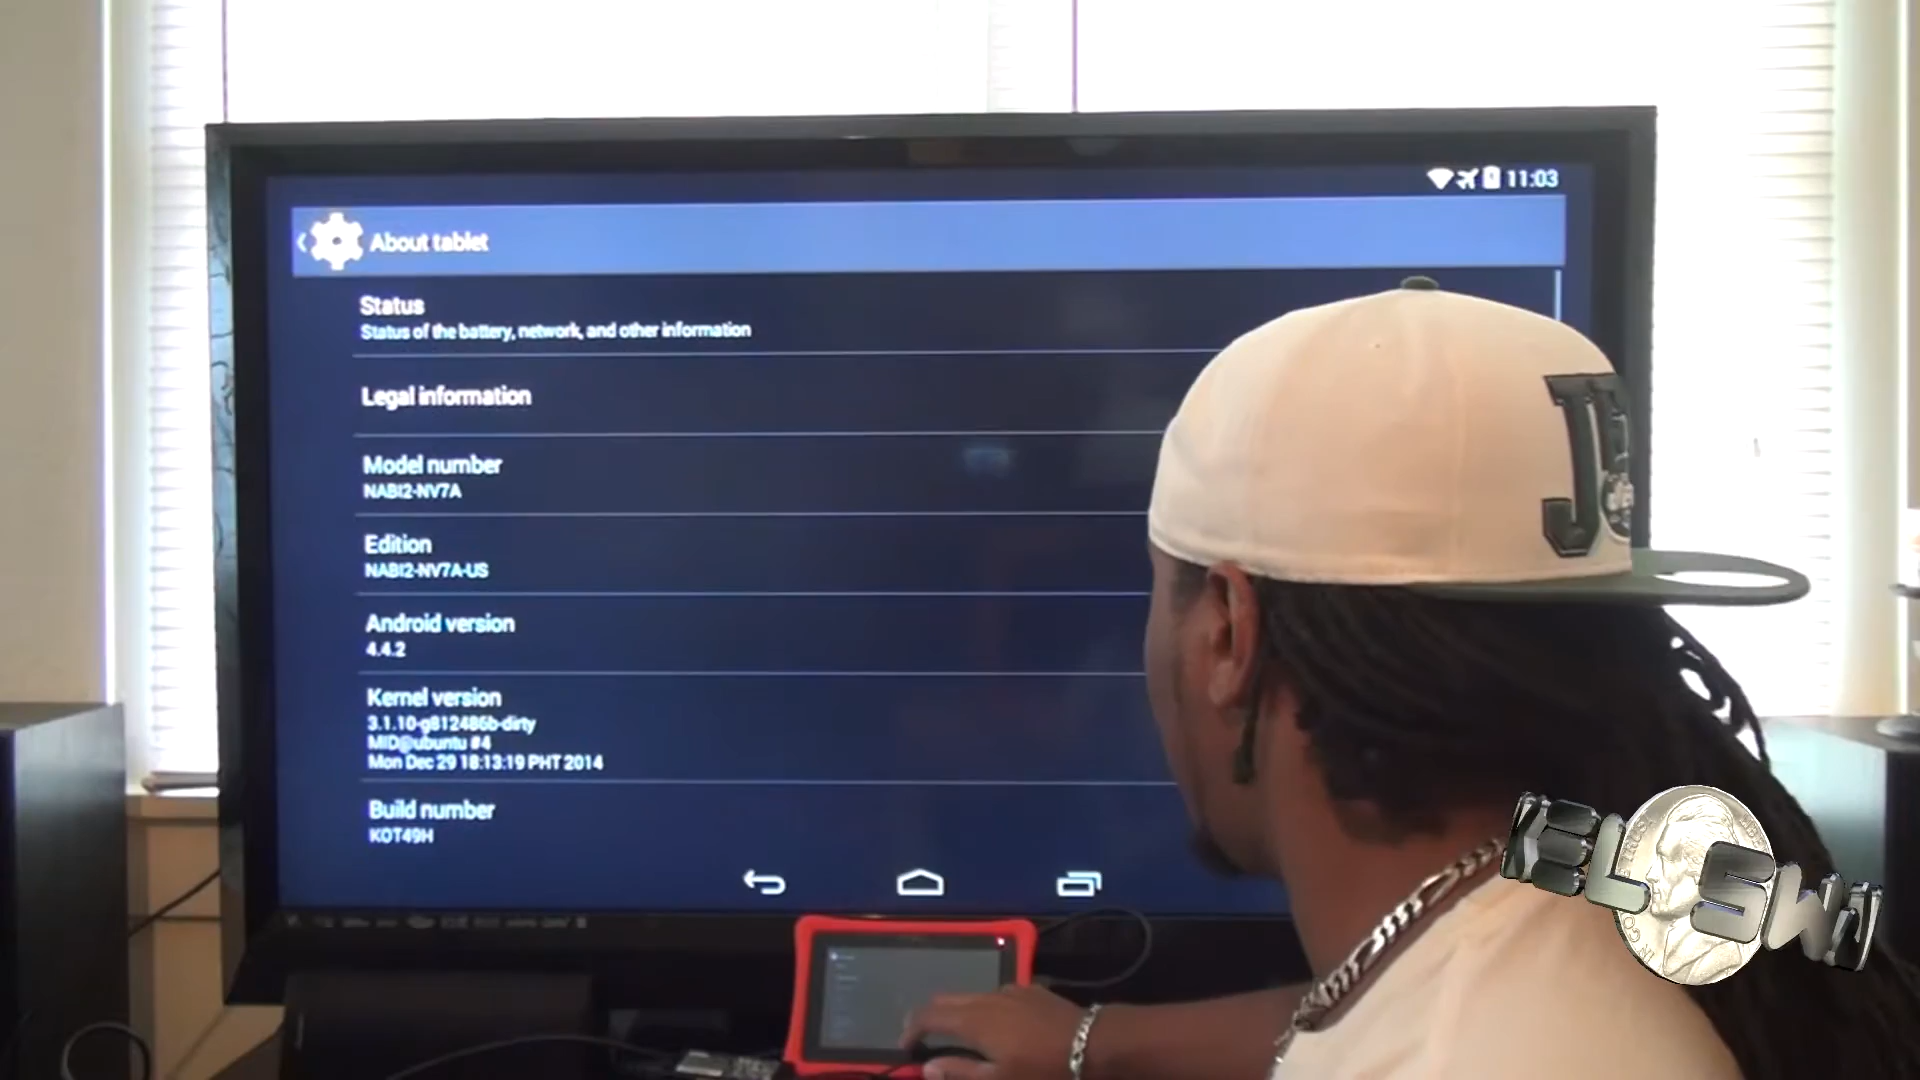 11:03
About tablet
Status
Status of the battery, network, and other information
Legal information
Model number
NABI2-NV7A
Edition
NABI2-NV7A-US
Android version
4.4.2
Kernel version
3.1.10-g812486b-dirty
MID@ubuntu #4
Mon Dec 29 18:13:19 PHT 2014
Build number
KOT49H